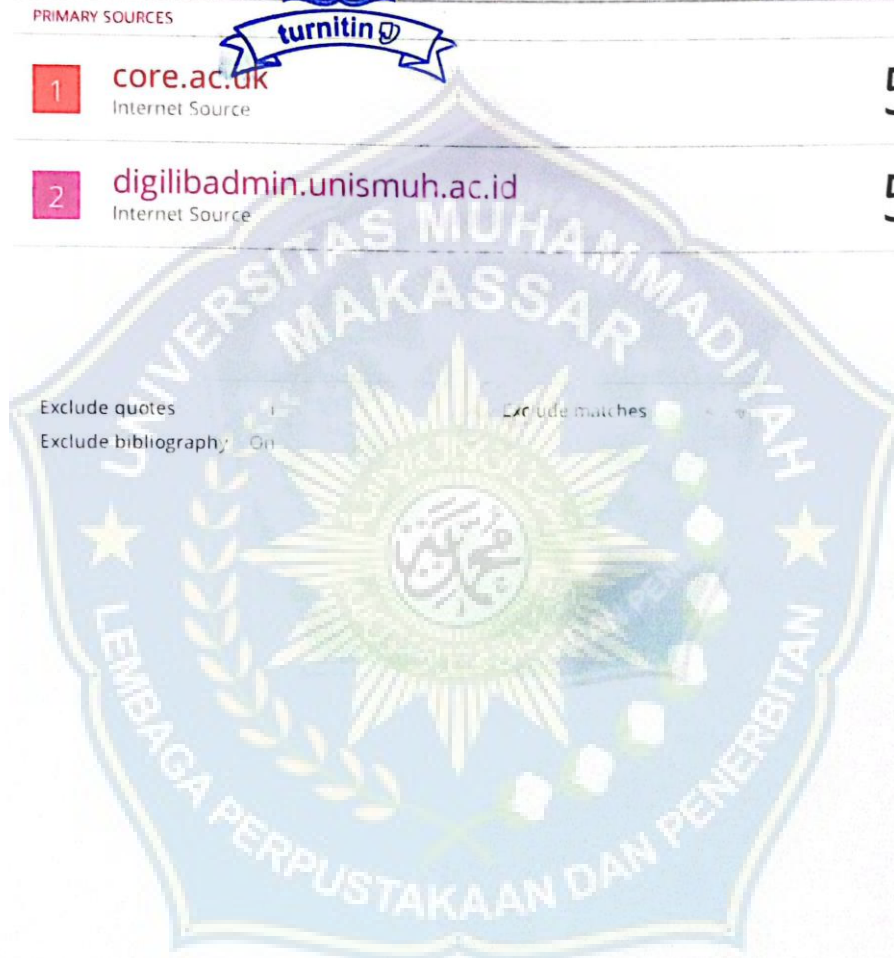 PRIMARY SOURCES
turnitin
1
core.ac.uk
Internet Source
2
digilibadmin.unismuh.ac.id
Internet Source
UNIVERSITAS MUHAMMADIYAH
MAKASSAR
Exclude quotes
Exclude matches
Exclude bibliography On
LEMBAGA PERPUSTAKAAN DAN PENERBITAN